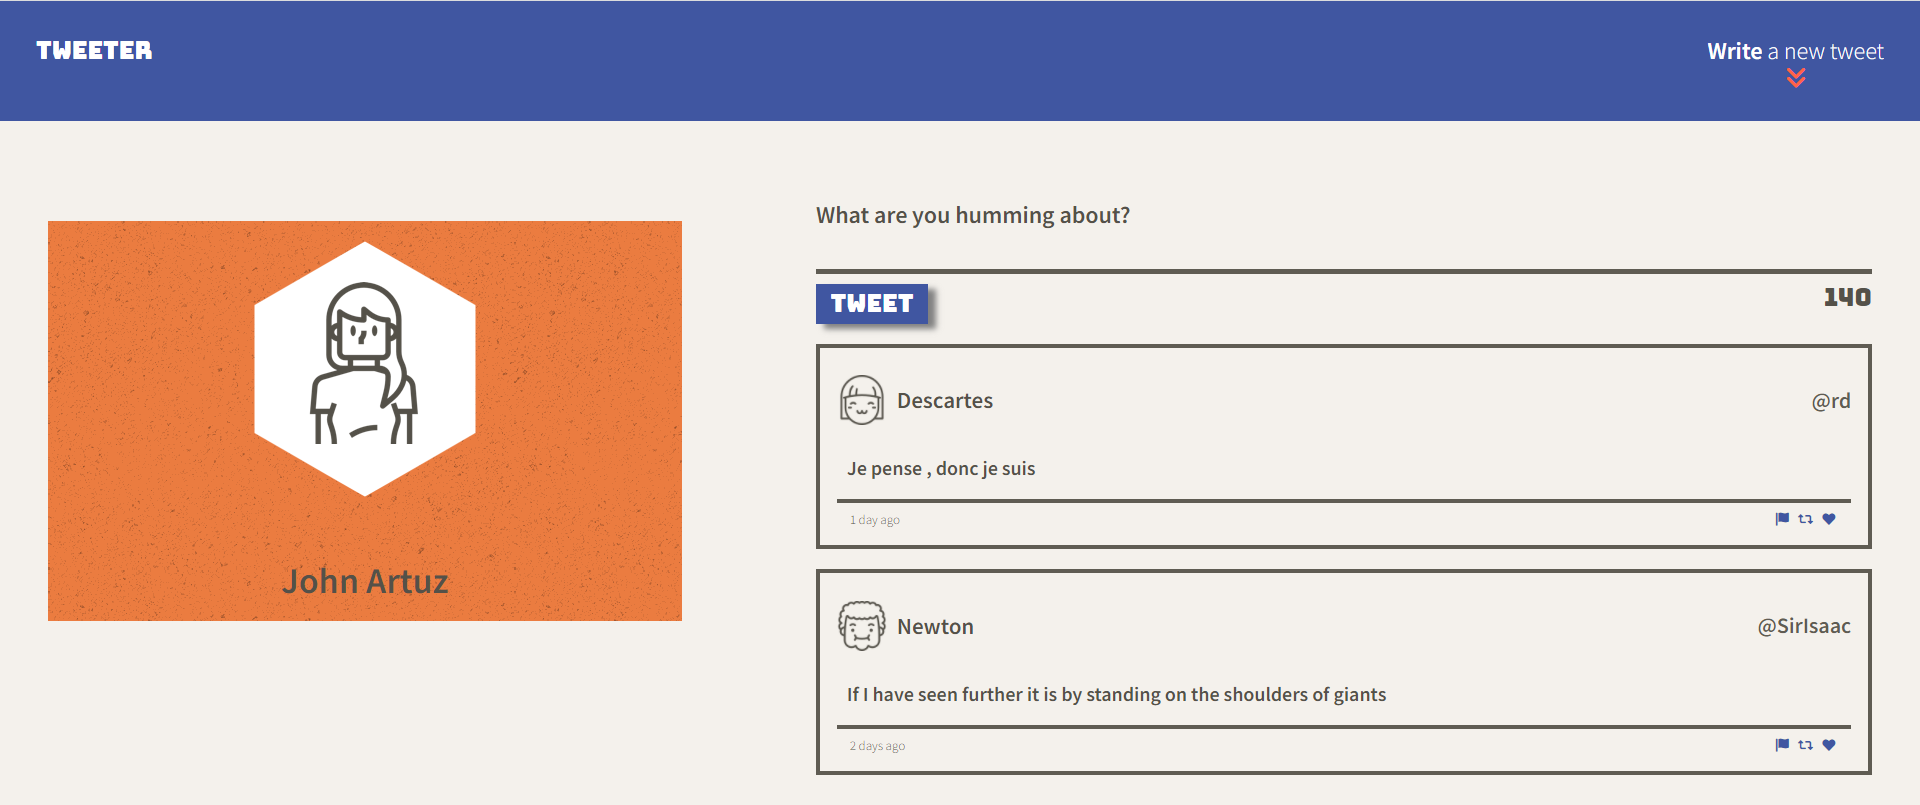 TWEETER
Write a new tweet
John Artuz
What are you humming about?
TWEET
140
Descartes
@rd
Je pense , donc je suis
1 day ago
Newton
@SirIsaac
If I have seen further it is by standing on the shoulders of giants
2 days ago